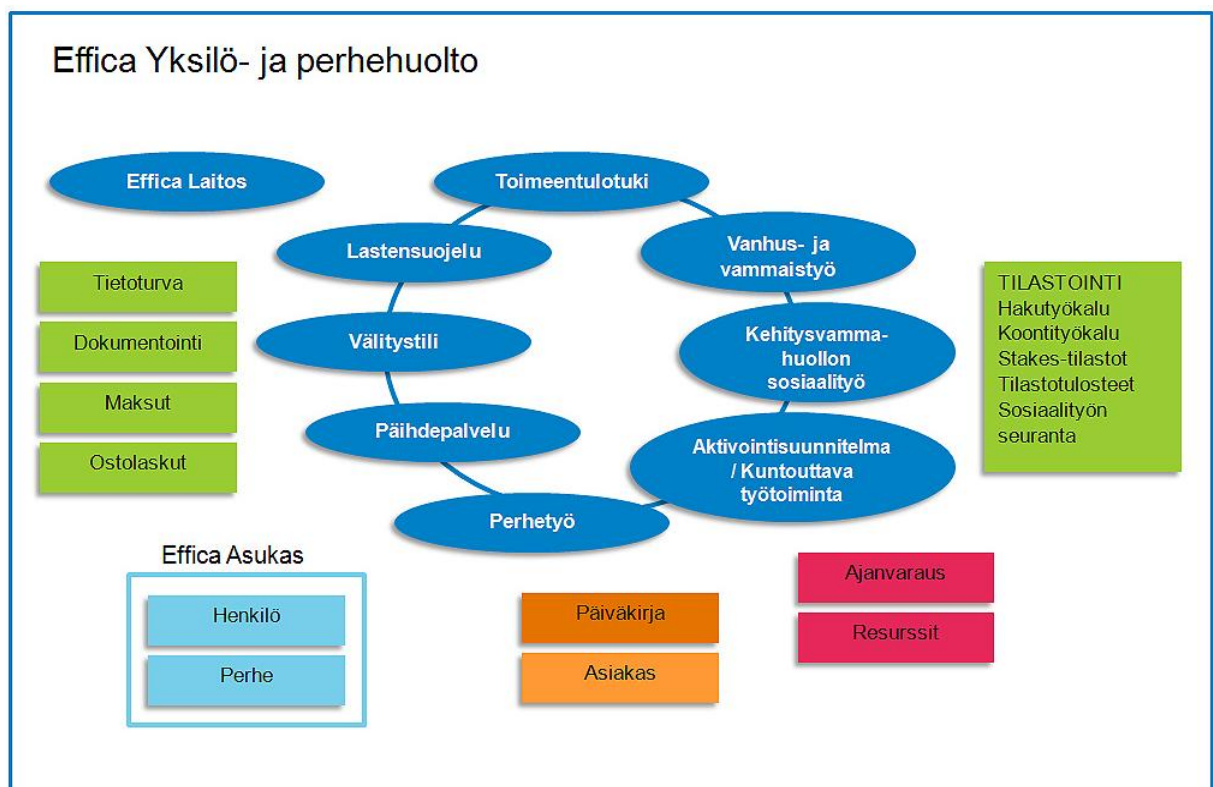 Effica Yksilö- ja perhehuolto
Effica Laitos
Toimeentulotuki
Lastensuojelu
Vanhus- ja
vammaistyö
Tietoturva
Dokumentointi
Maksut
Ostolaskut
Välitystili
Kehitysvamma-
huollon
sosiaalityö
Päihdepalvelu
Aktivointisuunnitelma
/ Kuntouttava
työtoiminta
Perhetyö
TILASTOINTI
Hakutyökalu
Koontityökalu
Stakes-tilastot
Tilastotulosteet
Sosiaalityön
seuranta
Effica Asukas
Henkilö
Perhe
Päiväkirja
Asiakas
Ajanvaraus
Resurssit